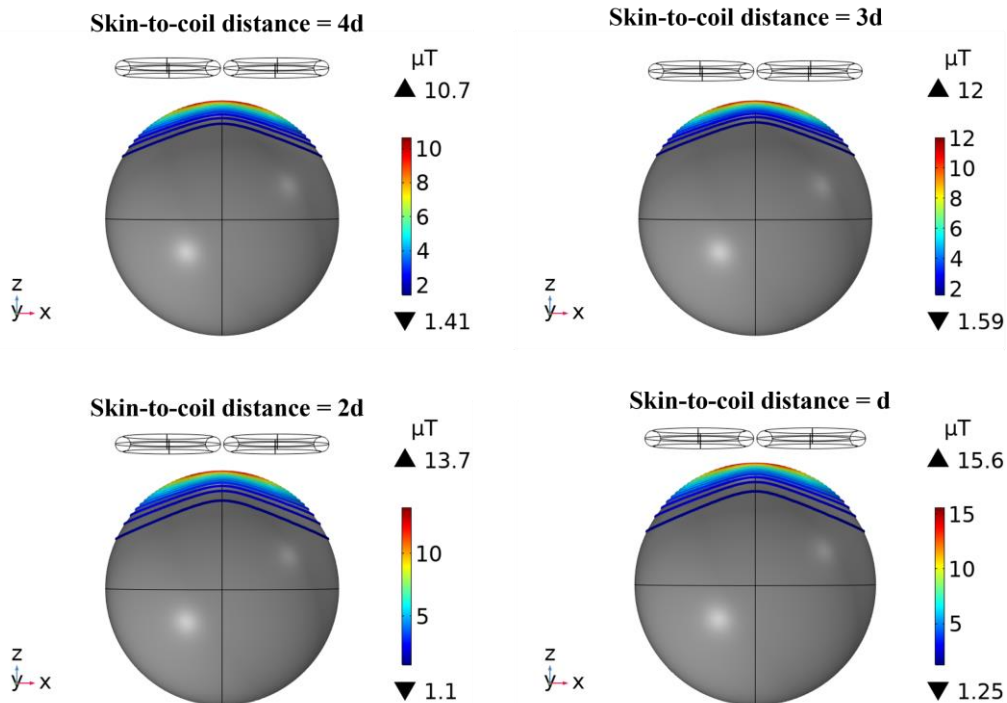 Skin-to-coil distance = 4d
μT
▲ 10.7
10
8
6
4
2
▼ 1.41
z
y x
Skin-to-coil distance = 3d
μT
▲ 12
12
10
8
6
4
2
▼ 1.59
z
y x
Skin-to-coil distance = 2d
μT
▲ 13.7
10
5
▼ 1.1
z
y x
Skin-to-coil distance = d
μT
▲ 15.6
15
10
5
▼ 1.25
z
y x